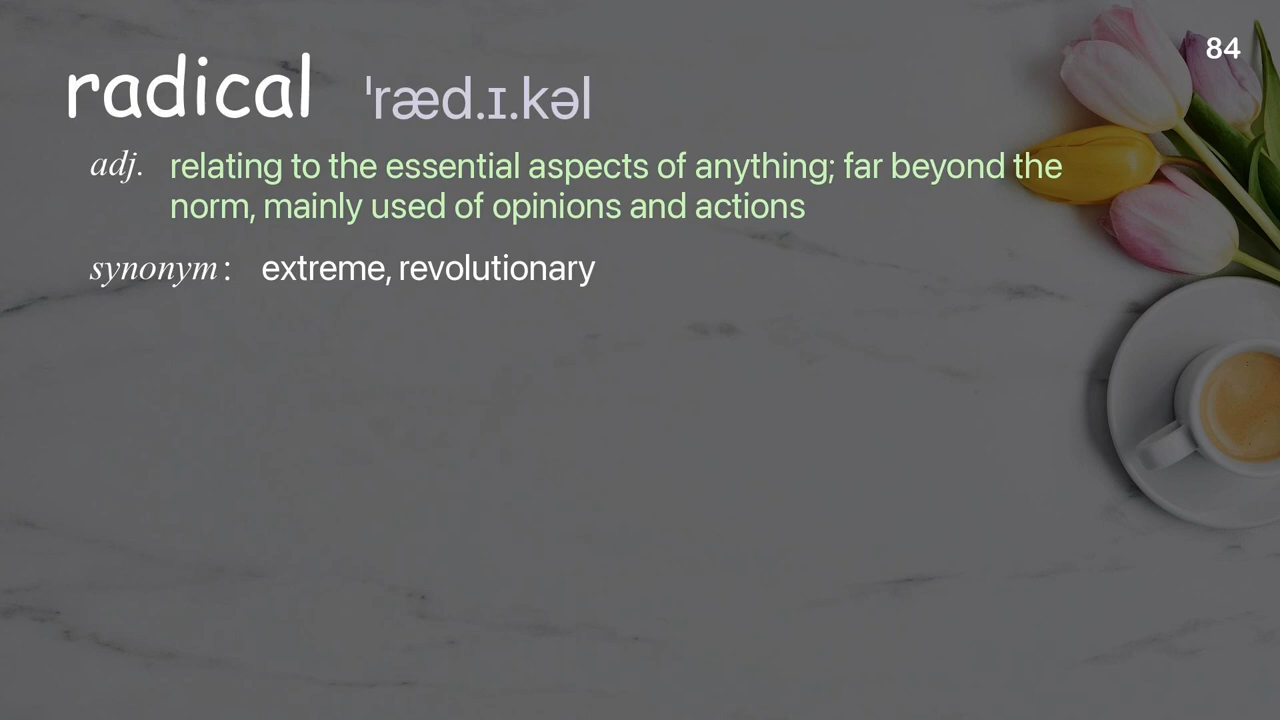 84
radical ˈræd.ɪ.kəl
adj. relating to the essential aspects of anything; far beyond the
norm, mainly used of opinions and actions
synonym : extreme, revolutionary